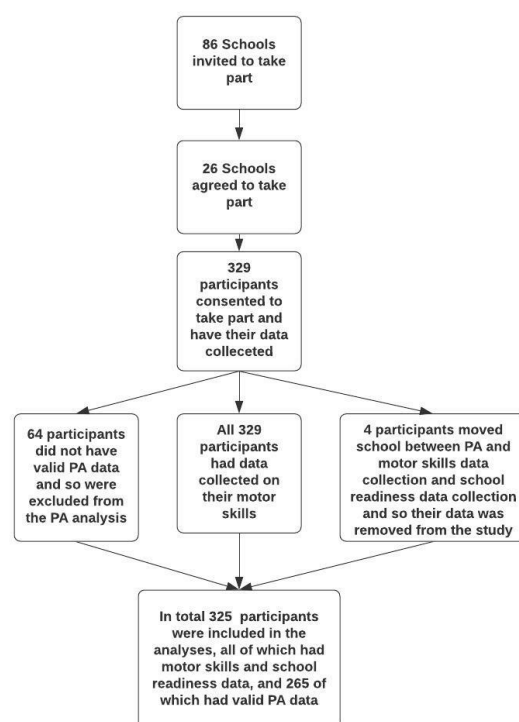 86 Schools
invited to take
part
26 Schools
agreed to take
part
329
participants
consented to
take part and
have their data
colleceted
64 participants
did not have
valid PA data
and so were
excluded from
the PA analysis
All 329
participants
had data
collected on
their motor
skills
4 participants moved
school between PA and
motor skills data
collection and school
readiness data collection
and so their data was
removed from the study
In total 325 participants
were included in the
analyses, all of which had
motor skills and school
readiness data, and 265 of
which had valid PA data